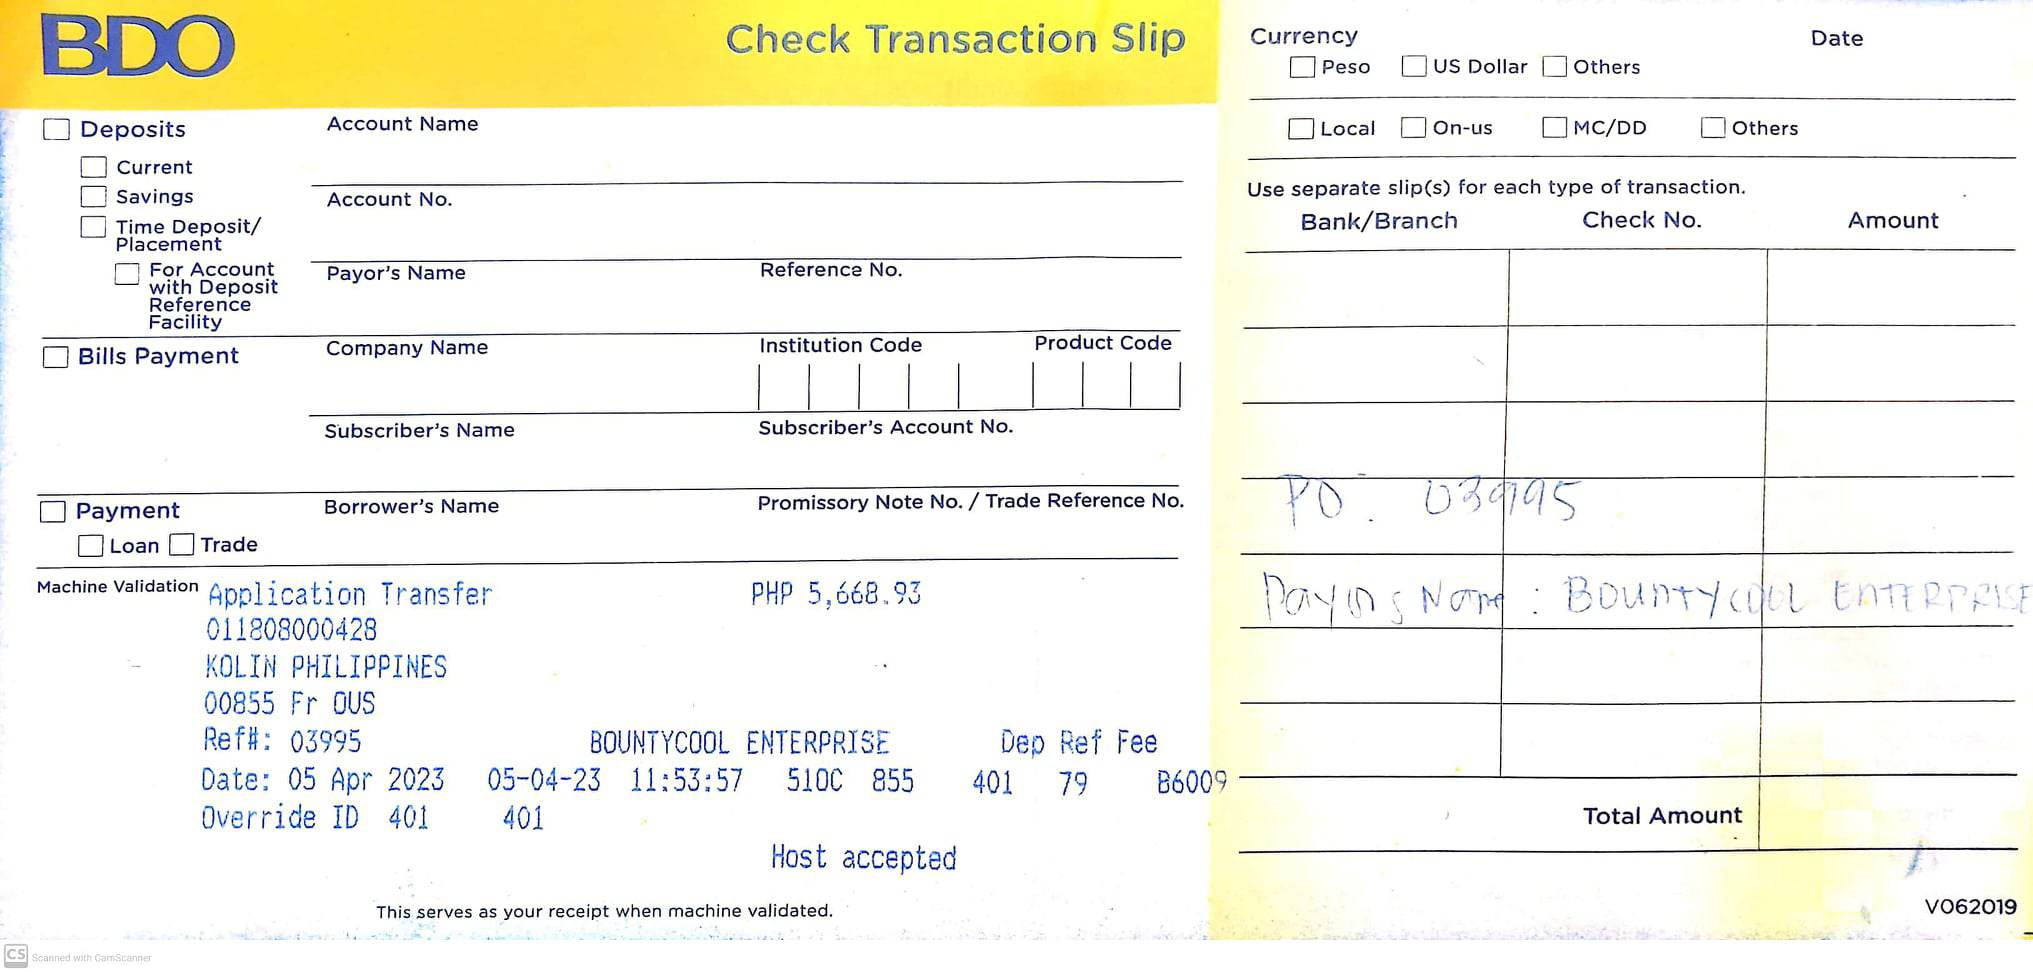 BDO
Check Transaction Slip
Deposits
Current
Savings
Time Deposit/
Placement
For Account
with Deposit
Reference
Facility
Account Name
Account No.
Payor's Name Reference No.
Bills Payment
Company Name Institution Code Product Code
Subscriber's Name Subscriber's Account No.
Payment
Loan Trade
Borrower's Name Promissory Note No. / Trade Reference No.
Machine Validation Application Transfer PHP 5,668.93
011808000428
KOLIN PHILIPPINES
00855 Fr OUS
Ref#: 03995 BOUNTYCOOL ENTERPRISE Dep Ref Fee
Date: 05 Apr 2023 05-04-23 11:53:57 510C 855 401 79 B6009
Override ID 401 401
Host accepted
This serves as your receipt when machine validated.
Currency Date
Peso US Dollar Others
Local On-us MC/DD Others
Use separate slip(s) for each type of transaction.
Bank/Branch Check No. Amount
PO. 03995
Payor's Name : BOUNTYCOOL ENTERPRISE
Total Amount
V062019
CS Scanned with CamScanner